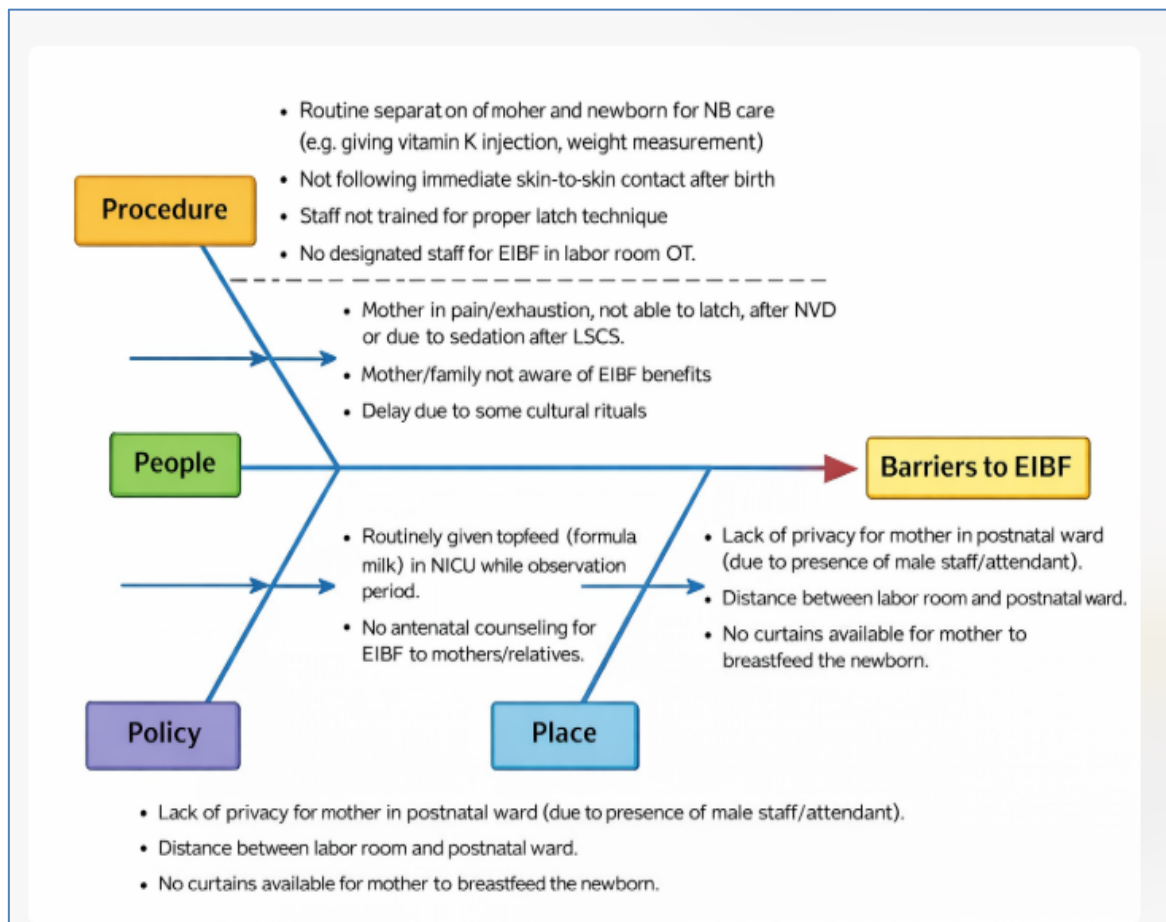 • Routine separation of moher and newborn for NB care
(e.g. giving vitamin K injection, weight measurement)
• Not following immediate skin-to-skin contact after birth
• Staff not trained for proper latch technique
• No designated staff for EIBF in labor room OT.
Procedure
• Mother in pain/exhaustion, not able to latch, after NVD
or due to sedation after LSCS.
• Mother/family not aware of EIBF benefits
• Delay due to some cultural rituals
People
Barriers to EIBF
• Routinely given topfeed (formula
milk) in NICU while observation
period.
• No antenatal counseling for
EIBF to mothers/relatives.
• Lack of privacy for mother in postnatal ward
(due to presence of male staff/attendant).
• Distance between labor room and postnatal ward.
• No curtains available for mother to
breastfeed the newborn.
Policy
Place
• Lack of privacy for mother in postnatal ward (due to presence of male staff/attendant).
• Distance between labor room and postnatal ward.
• No curtains available for mother to breastfeed the newborn.